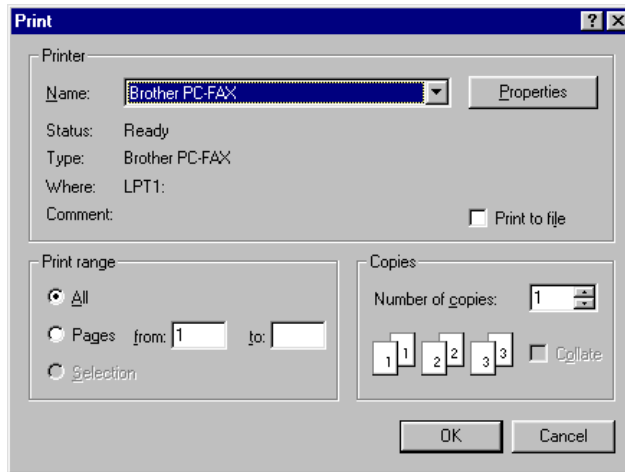 Print
Printer
Name: Brother PC-FAX Properties
Status: Ready
Type: Brother PC-FAX
Where: LPT1:
Comment: Print to file
Print range
All
Pages from: 1 to:
Selection
Copies
Number of copies: 1
1 1 2 2 3 3 Collate
OK Cancel